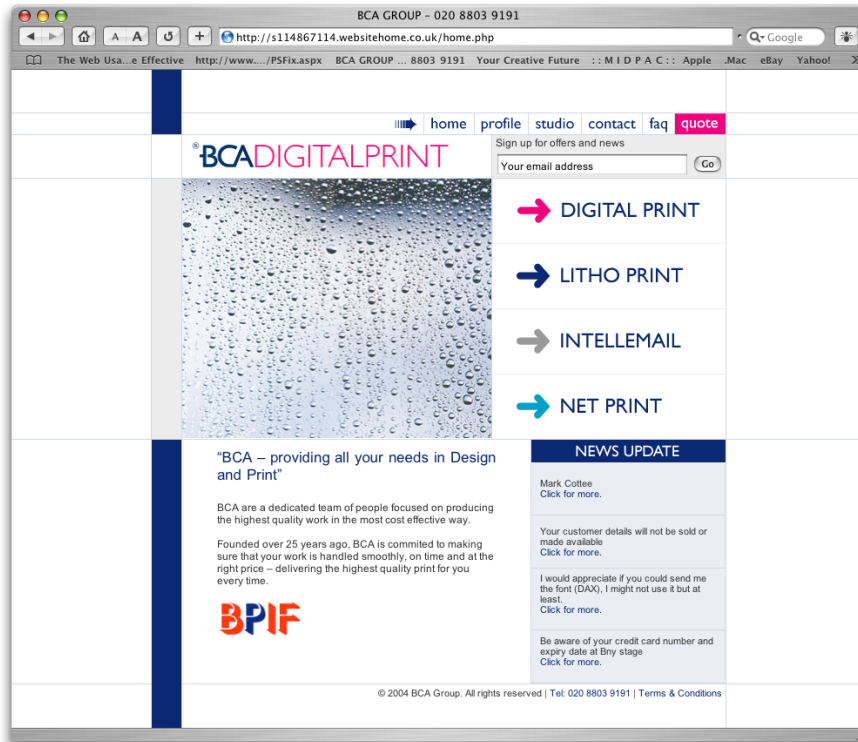 BCA GROUP – 020 8803 9191
A A
http://s114867114.websitehome.co.uk/home.php
Google
The Web Usa...e Effective http://www..../PSFix.aspx BCA GROUP ... 8803 9191 Your Creative Future :: M I D P A C :: Apple .Mac eBay Yahoo!
home profile studio contact faq quote
®BCADIGITALPRINT
Sign up for offers and news
Your email address Go
DIGITAL PRINT
LITHO PRINT
INTELLEMAIL
NET PRINT
“BCA – providing all your needs in Design
and Print”
BCA are a dedicated team of people focused on producing
the highest quality work in the most cost effective way.
Founded over 25 years ago, BCA is commited to making
sure that your work is handled smoothly, on time and at the
right price – delivering the highest quality print for you
every time.
BPIF
NEWS UPDATE
Mark Cottee
Click for more.
Your customer details will not be sold or
made available
Click for more.
I would appreciate if you could send me
the font (DAX), I might not use it but at
least.
Click for more.
Be aware of your credit card number and
expiry date at Bny stage
Click for more.
© 2004 BCA Group. All rights reserved | Tel: 020 8803 9191 | Terms & Conditions